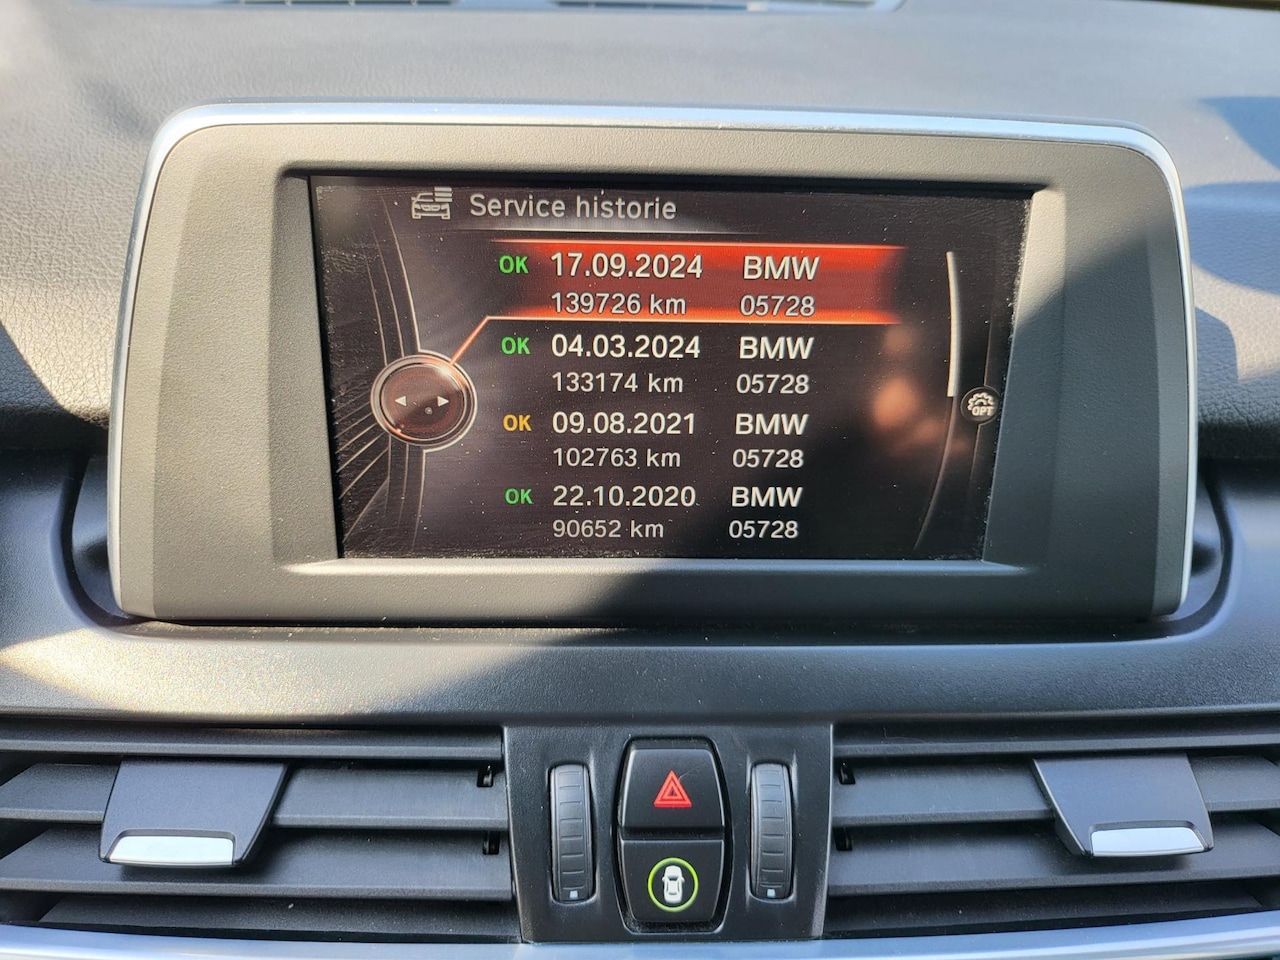 Service historie
OK 17.09.2024 BMW
139726 km 05728
OK 04.03.2024 BMW
133174 km 05728
OPT
OK 09.08.2021 BMW
102763 km 05728
OK 22.10.2020 BMW
90652 km 05728